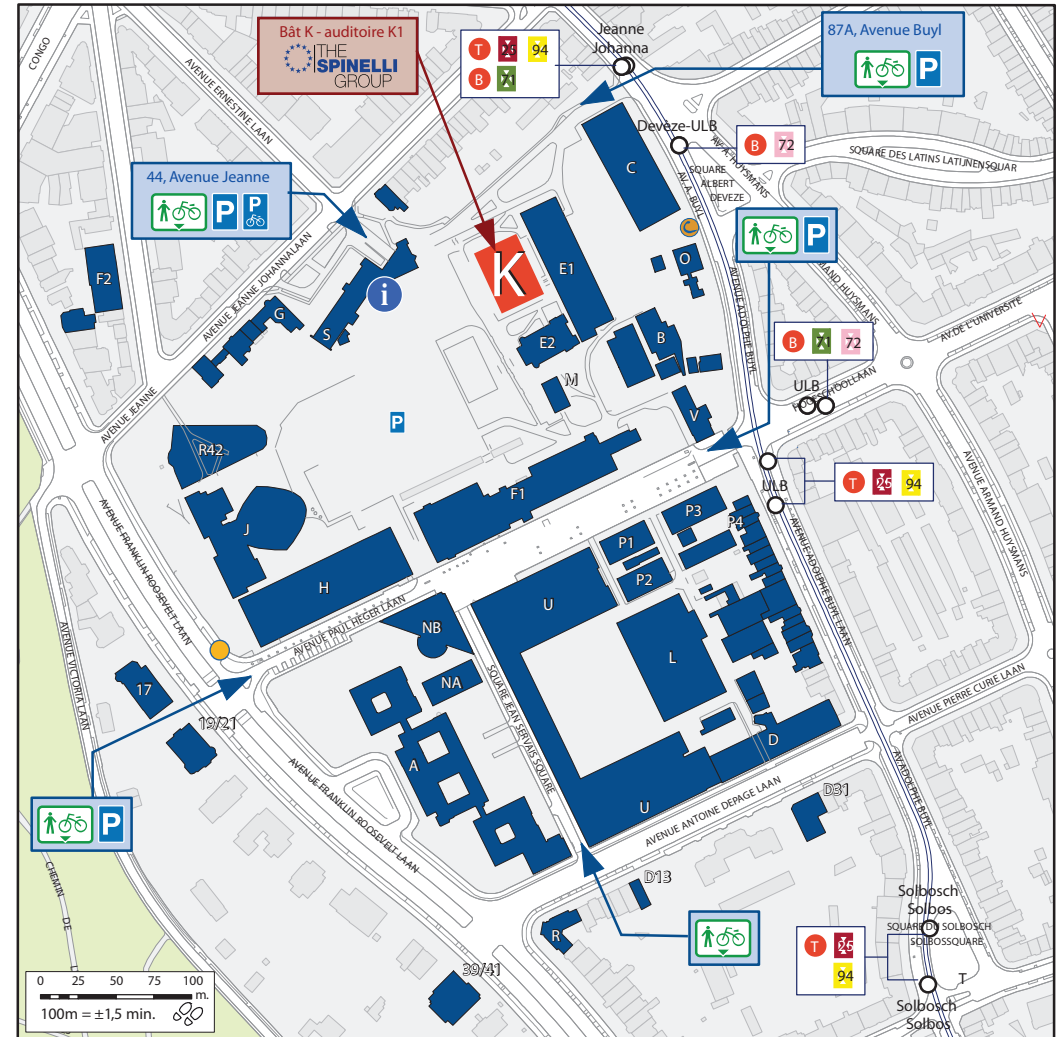 Bât K - auditoire K1
THE
SPINELLI
GROUP
Jeanne
Johanna
T 25 94
B 71
87A, Avenue Buyl
P
CONGO
AVENUE ERNESTINE LAAN
Devèze-ULB
B 72
SQUARE DES LATINS LATIJNENSQUAR
AV. A. HUYSMANS
SQUARE
ALBERT
DEVEZE
AV. A. BUYL
44, Avenue Jeanne
P P
P
C
K
E1
O
F2
i
AVENUE JEANNE JOHANNALAAN
G
S
E2
B
M
V
AVENUE ADOLPHE BUYL
MAND HUYSMANS
AV.DE L'UNIVERSITÉ
B 71 72
ULB
HOOGSCHOOLLAAN
AVENUE JEANNE
P
R42
F1
ULB
T 25 94
AVENUE ARMAND HUYSMANS
AVENUE FRANKLIN ROOSEVELT LAAN
J
P3
P4
P1
P2
H
U
AVENUE PAUL HEGER LAAN
NB
L
NA
AVENUE ADOLPHE BUYL LAAN
SQUARE JEAN SERVAIS SQUARE
AVENUE VICTORIA LAAN
17
19/21
A
D
AVENUE PIERRE CURIE LAAN
AVENUE FRANKLIN ROOSEVELT LAAN
U
AVENUE ANTOINE DEPAGE LAAN
D31
AV.ADOLPHE BUYL
P
CHEMIN DE
D13
R
Solbosch
Solbos
SQUARE DU SOLBOSCH
SOLBOSSQUARE
T 25
94
T
Solbosch
Solbos
39/41
0 25 50 75 100
m.
100m = ±1,5 min.